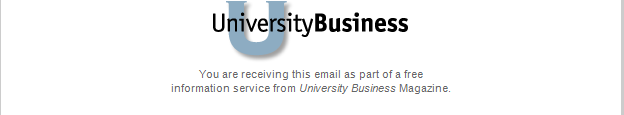 UniversityBusiness
You are receiving this email as part of a free
information service from University Business Magazine.